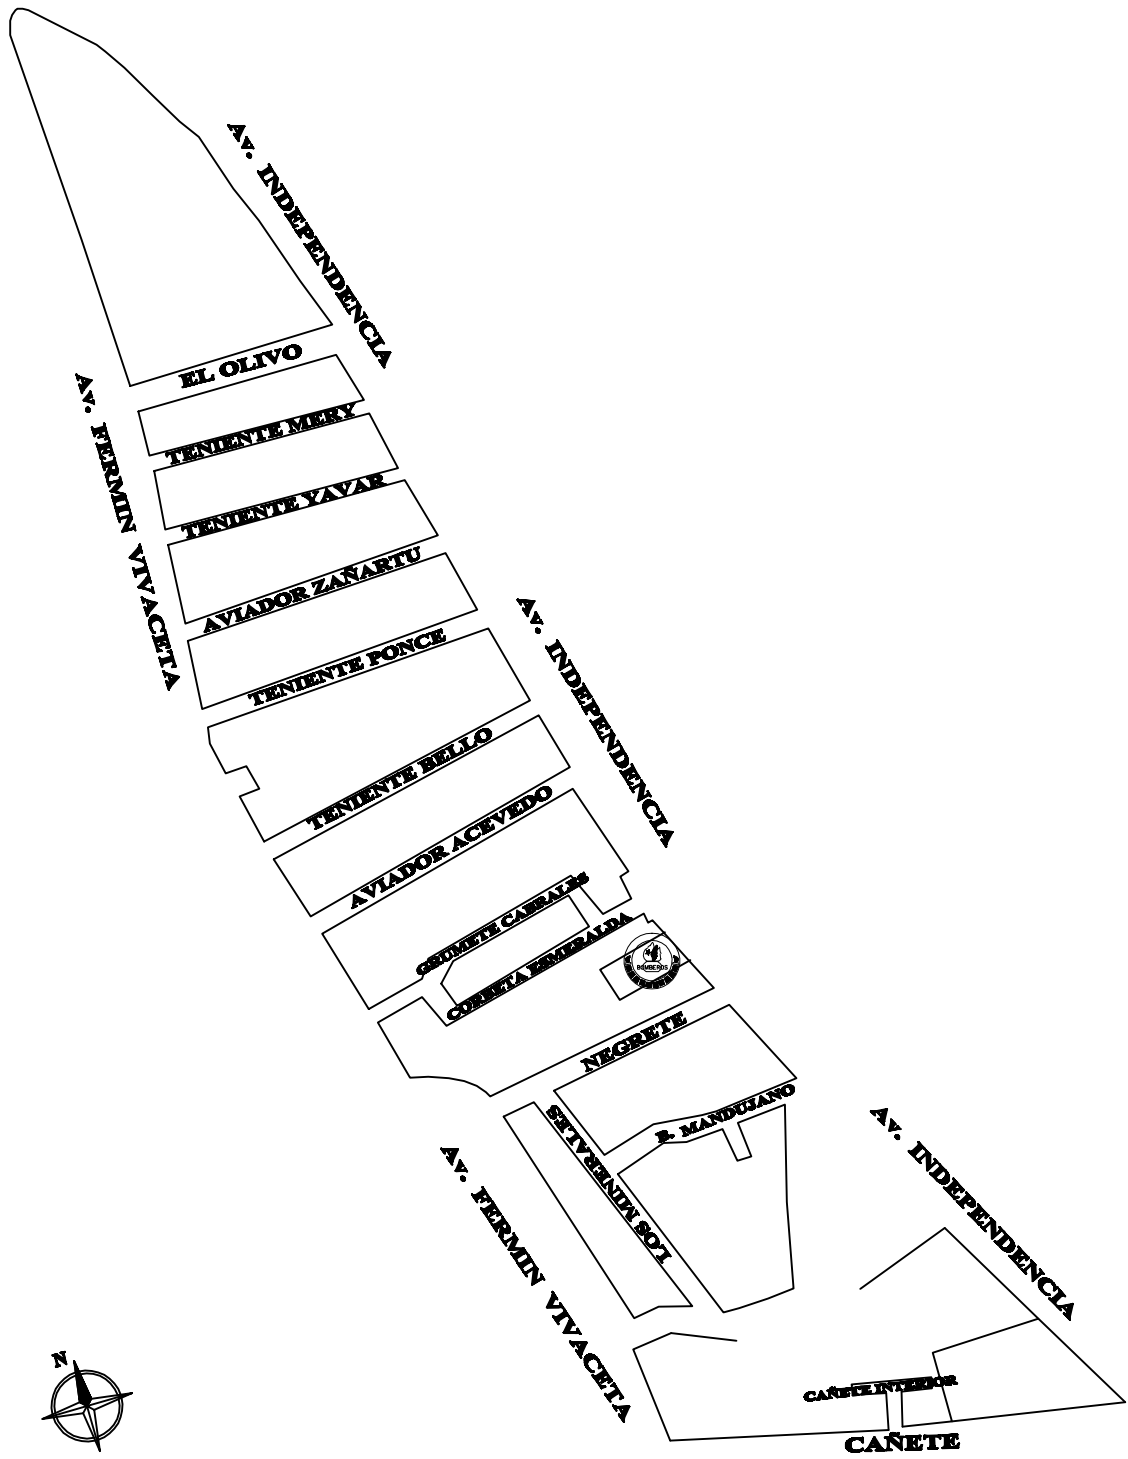 Av. INDEPENDENCIA
EL OLIVO
Av. FERMIN VIVACETA
TENIENTE MERY
TENIENTE YAVAR
AVIADOR ZAÑARTU
Av. INDEPENDENCIA
TENIENTE PONCE
TENIENTE BELLO
AVIADOR ACEVEDO
GRUMETE CABRALES
CORBETA ESMERALDA
BOMBEROS
NEGRETE
B. MANDUJANO
LOS MINERALES
Av. INDEPENDENCIA
Av. FERMIN VIVACETA
N
CAÑETE INTERIOR
CAÑETE